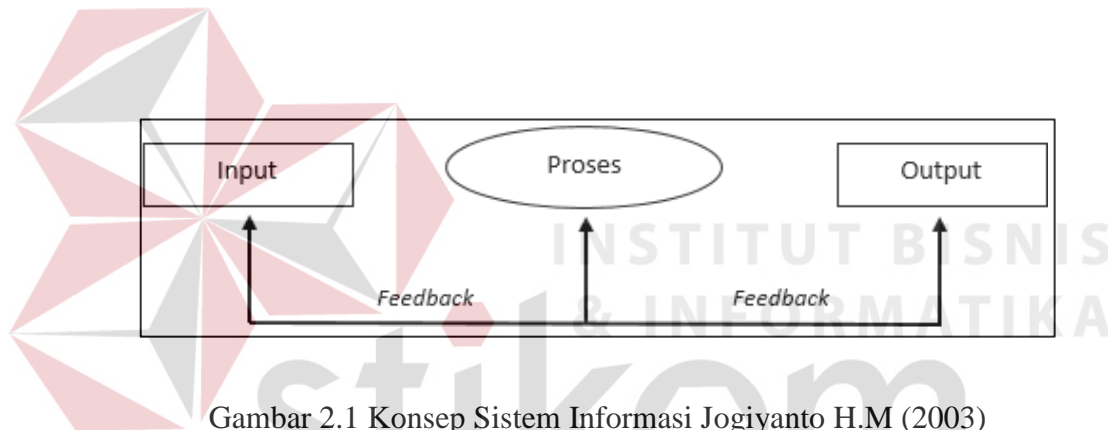 Input Proses Output
INSTITUT BISNIS
Feedback Feedback
& INFORMATIKA
stikom
Gambar 2.1 Konsep Sistem Informasi Jogiyanto H.M (2003)